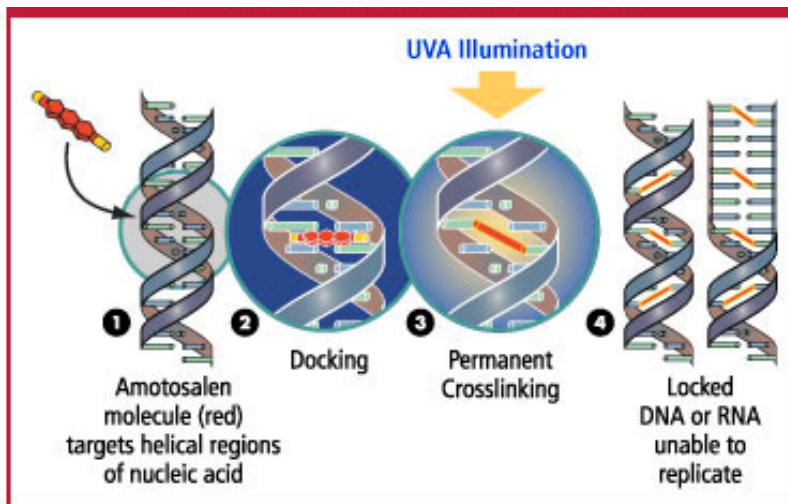 UVA Illumination
1
2
3
4
Amotosalen
molecule (red)
targets helical regions
of nucleic acid
Docking
Permanent
Crosslinking
Locked
DNA or RNA
unable to
replicate